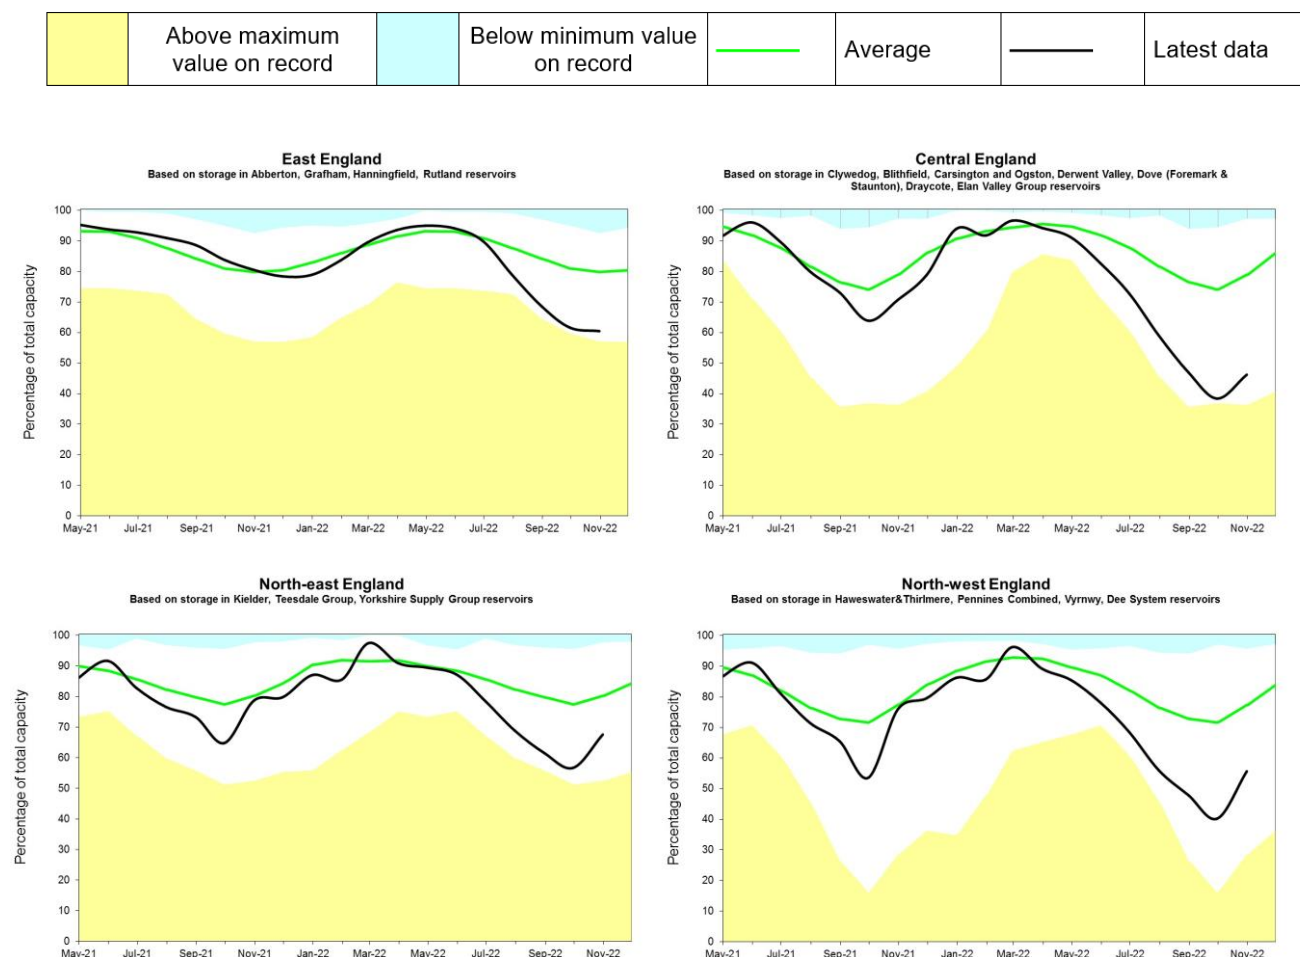 Above maximum
value on record
Below minimum value
on record
Average
Latest data
East England
Based on storage in Abberton, Grafham, Hanningfield, Rutland reservoirs
Percentage of total capacity
100
90
80
70
60
50
40
30
20
10
0
May-21 Jul-21 Sep-21 Nov-21 Jan-22 Mar-22 May-22 Jul-22 Sep-22 Nov-22
Central England
Based on storage in Clywedog, Blithfield, Carsington and Ogston, Derwent Valley, Dove (Foremark &
Staunton), Draycote, Elan Valley Group reservoirs
Percentage of total capacity
100
90
80
70
60
50
40
30
20
10
0
May-21 Jul-21 Sep-21 Nov-21 Jan-22 Mar-22 May-22 Jul-22 Sep-22 Nov-22
North-east England
Based on storage in Kielder, Teesdale Group, Yorkshire Supply Group reservoirs
Percentage of total capacity
100
90
80
70
60
50
40
30
20
10
0
May-21 Jul-21 Sep-21 Nov-21 Jan-22 Mar-22 May-22 Jul-22 Sep-22 Nov-22
North-west England
Based on storage in Haweswater&Thirlmere, Pennines Combined, Vyrnwy, Dee System reservoirs
Percentage of total capacity
100
90
80
70
60
50
40
30
20
10
0
May-21 Jul-21 Sep-21 Nov-21 Jan-22 Mar-22 May-22 Jul-22 Sep-22 Nov-22